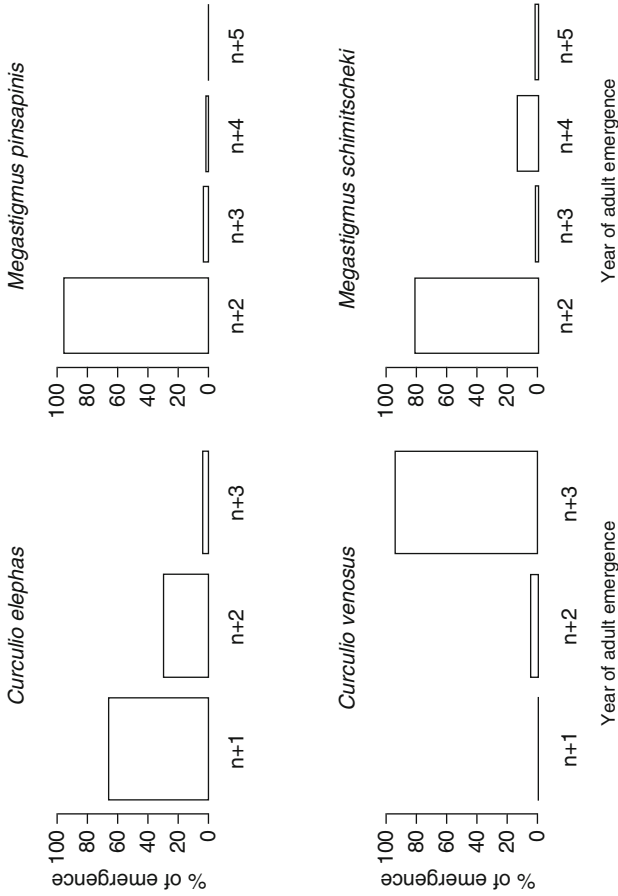 Curculio elephas
% of emergence
100
80
60
40
20
0
n+1 n+2 n+3
Megastigmus pinsapinis
100
80
60
40
20
0
n+2 n+3 n+4 n+5
Curculio venosus
% of emergence
100
80
60
40
20
0
n+1 n+2 n+3
Year of adult emergence
Megastigmus schimitscheki
100
80
60
40
20
0
n+2 n+3 n+4 n+5
Year of adult emergence